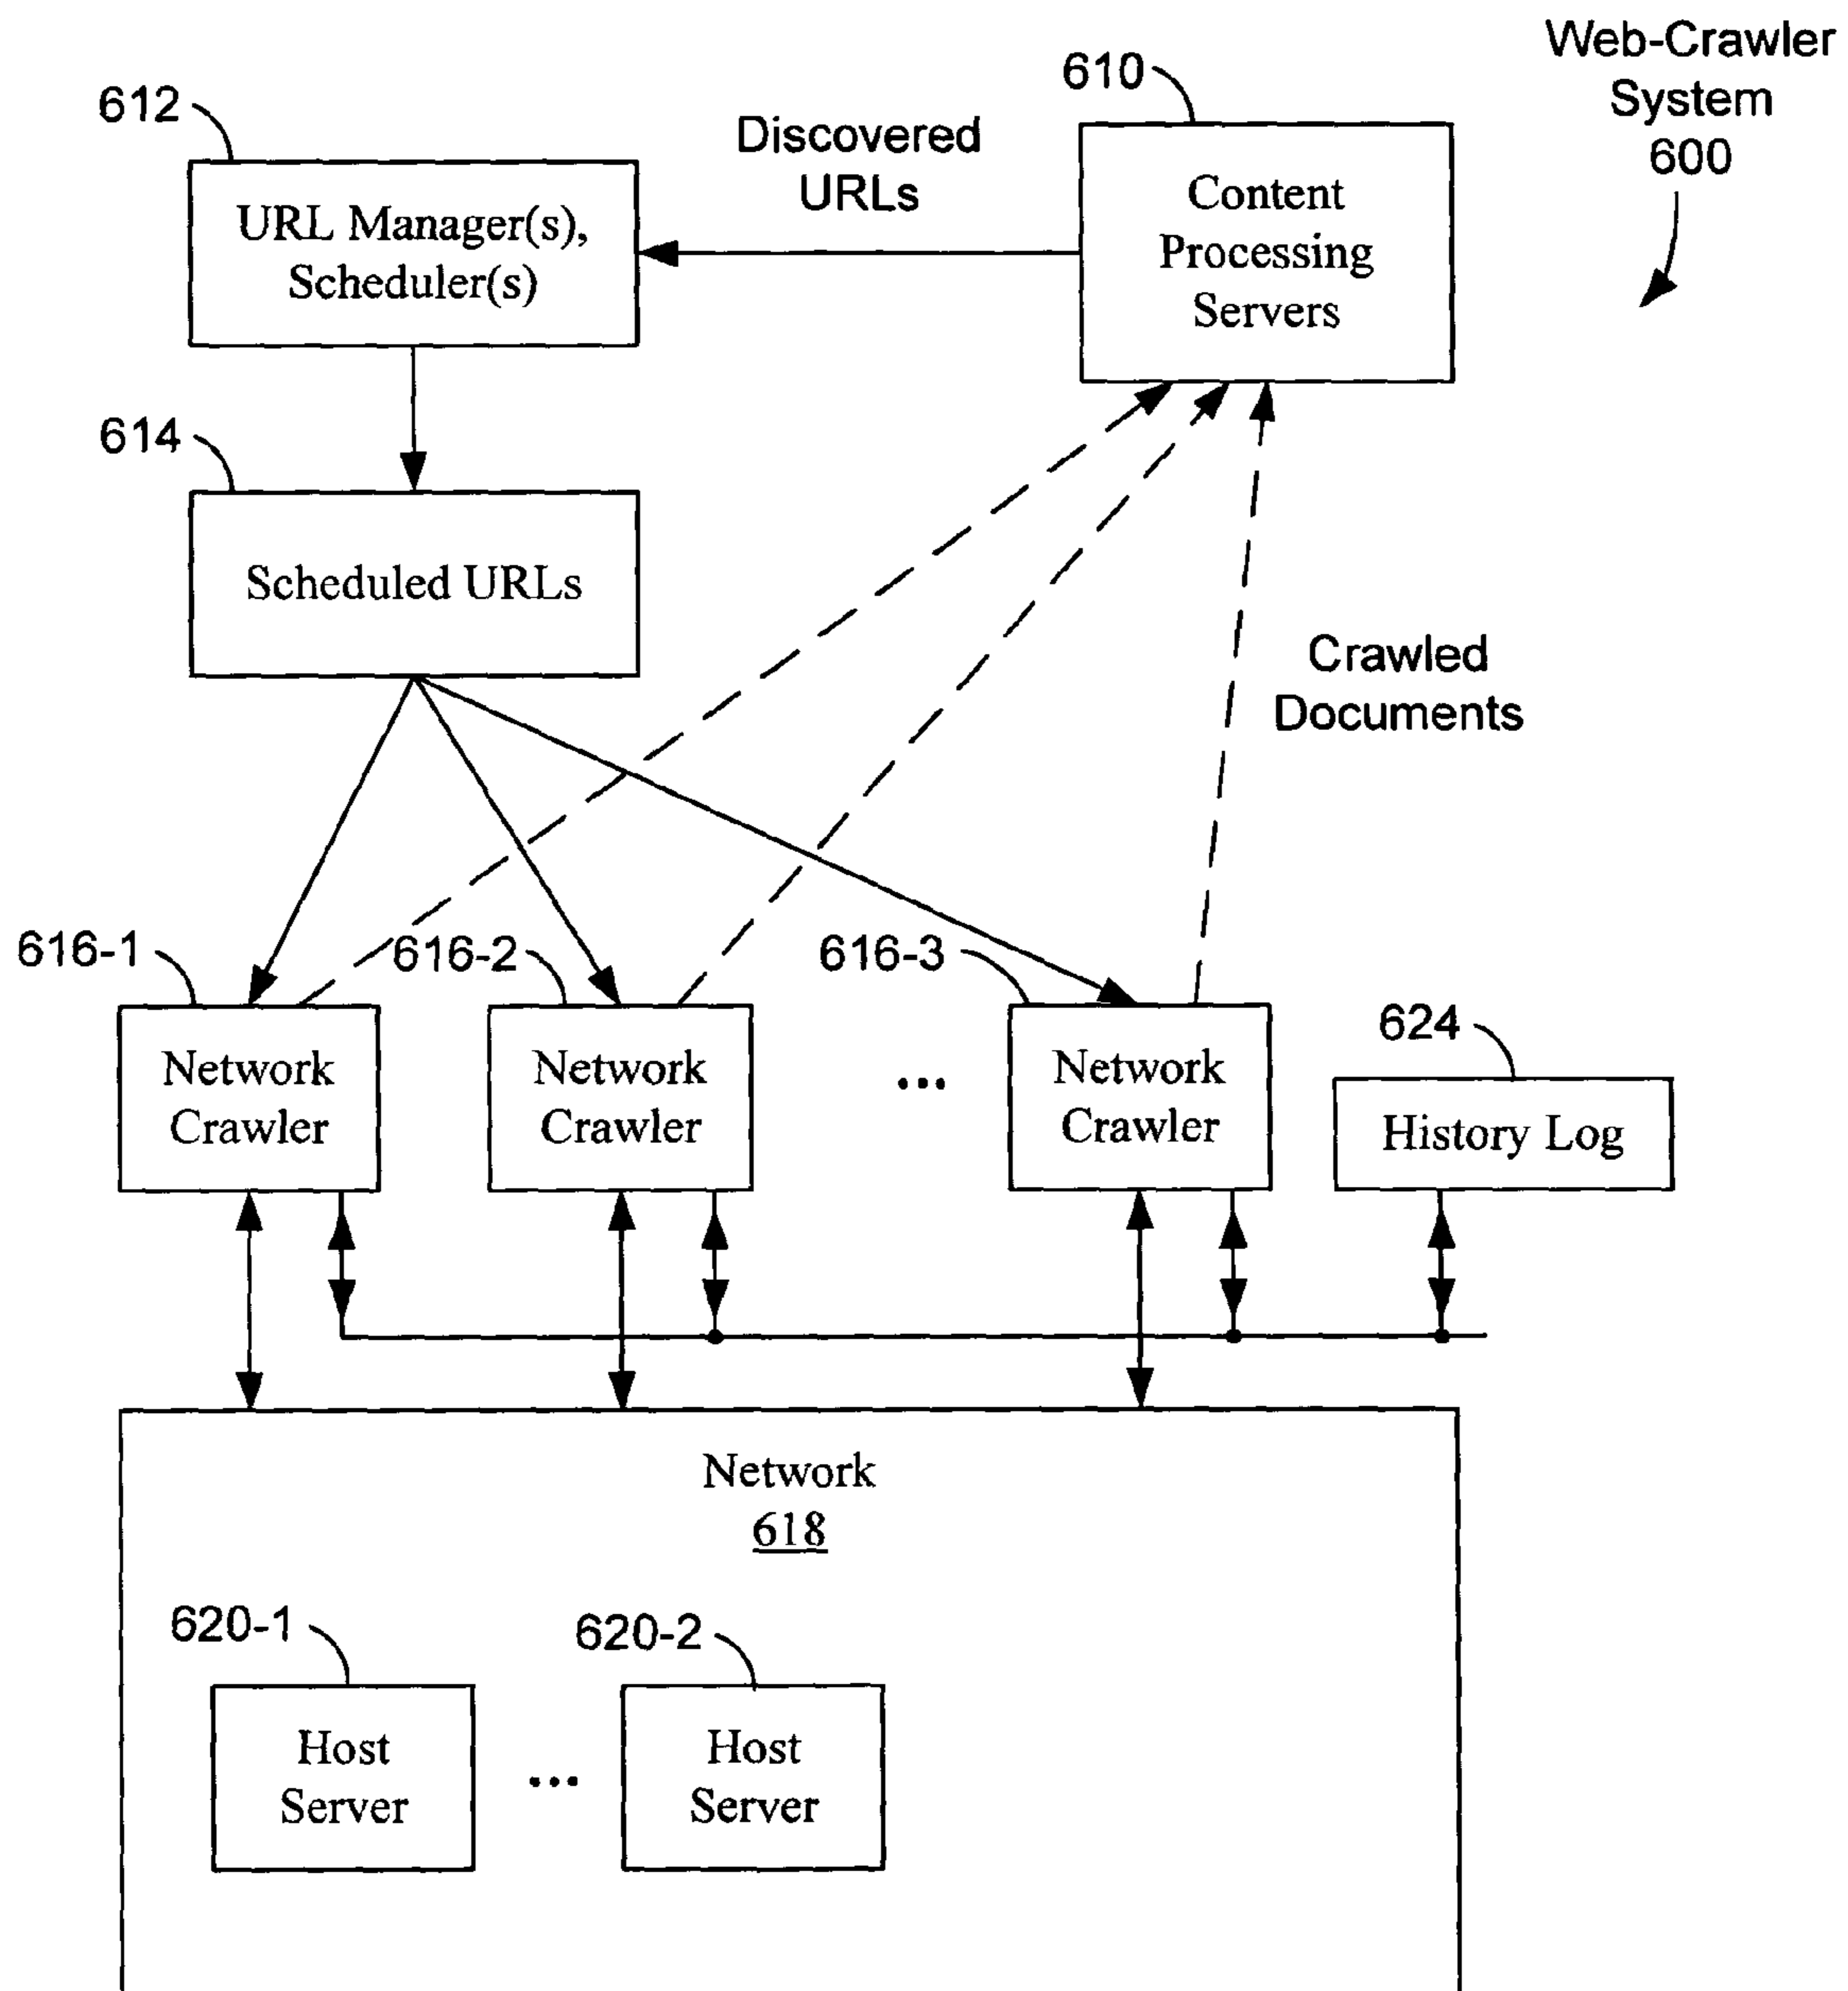 Web-Crawler
System
600
610
612
Discovered
URLs
Content
Processing
Servers
URL Manager(s),
Scheduler(s)
614
Scheduled URLs
Crawled
Documents
616-1
616-2
616-3
624
Network
Crawler
Network
Crawler
...
Network
Crawler
History Log
Network
618
620-1
620-2
Host
Server
...
Host
Server